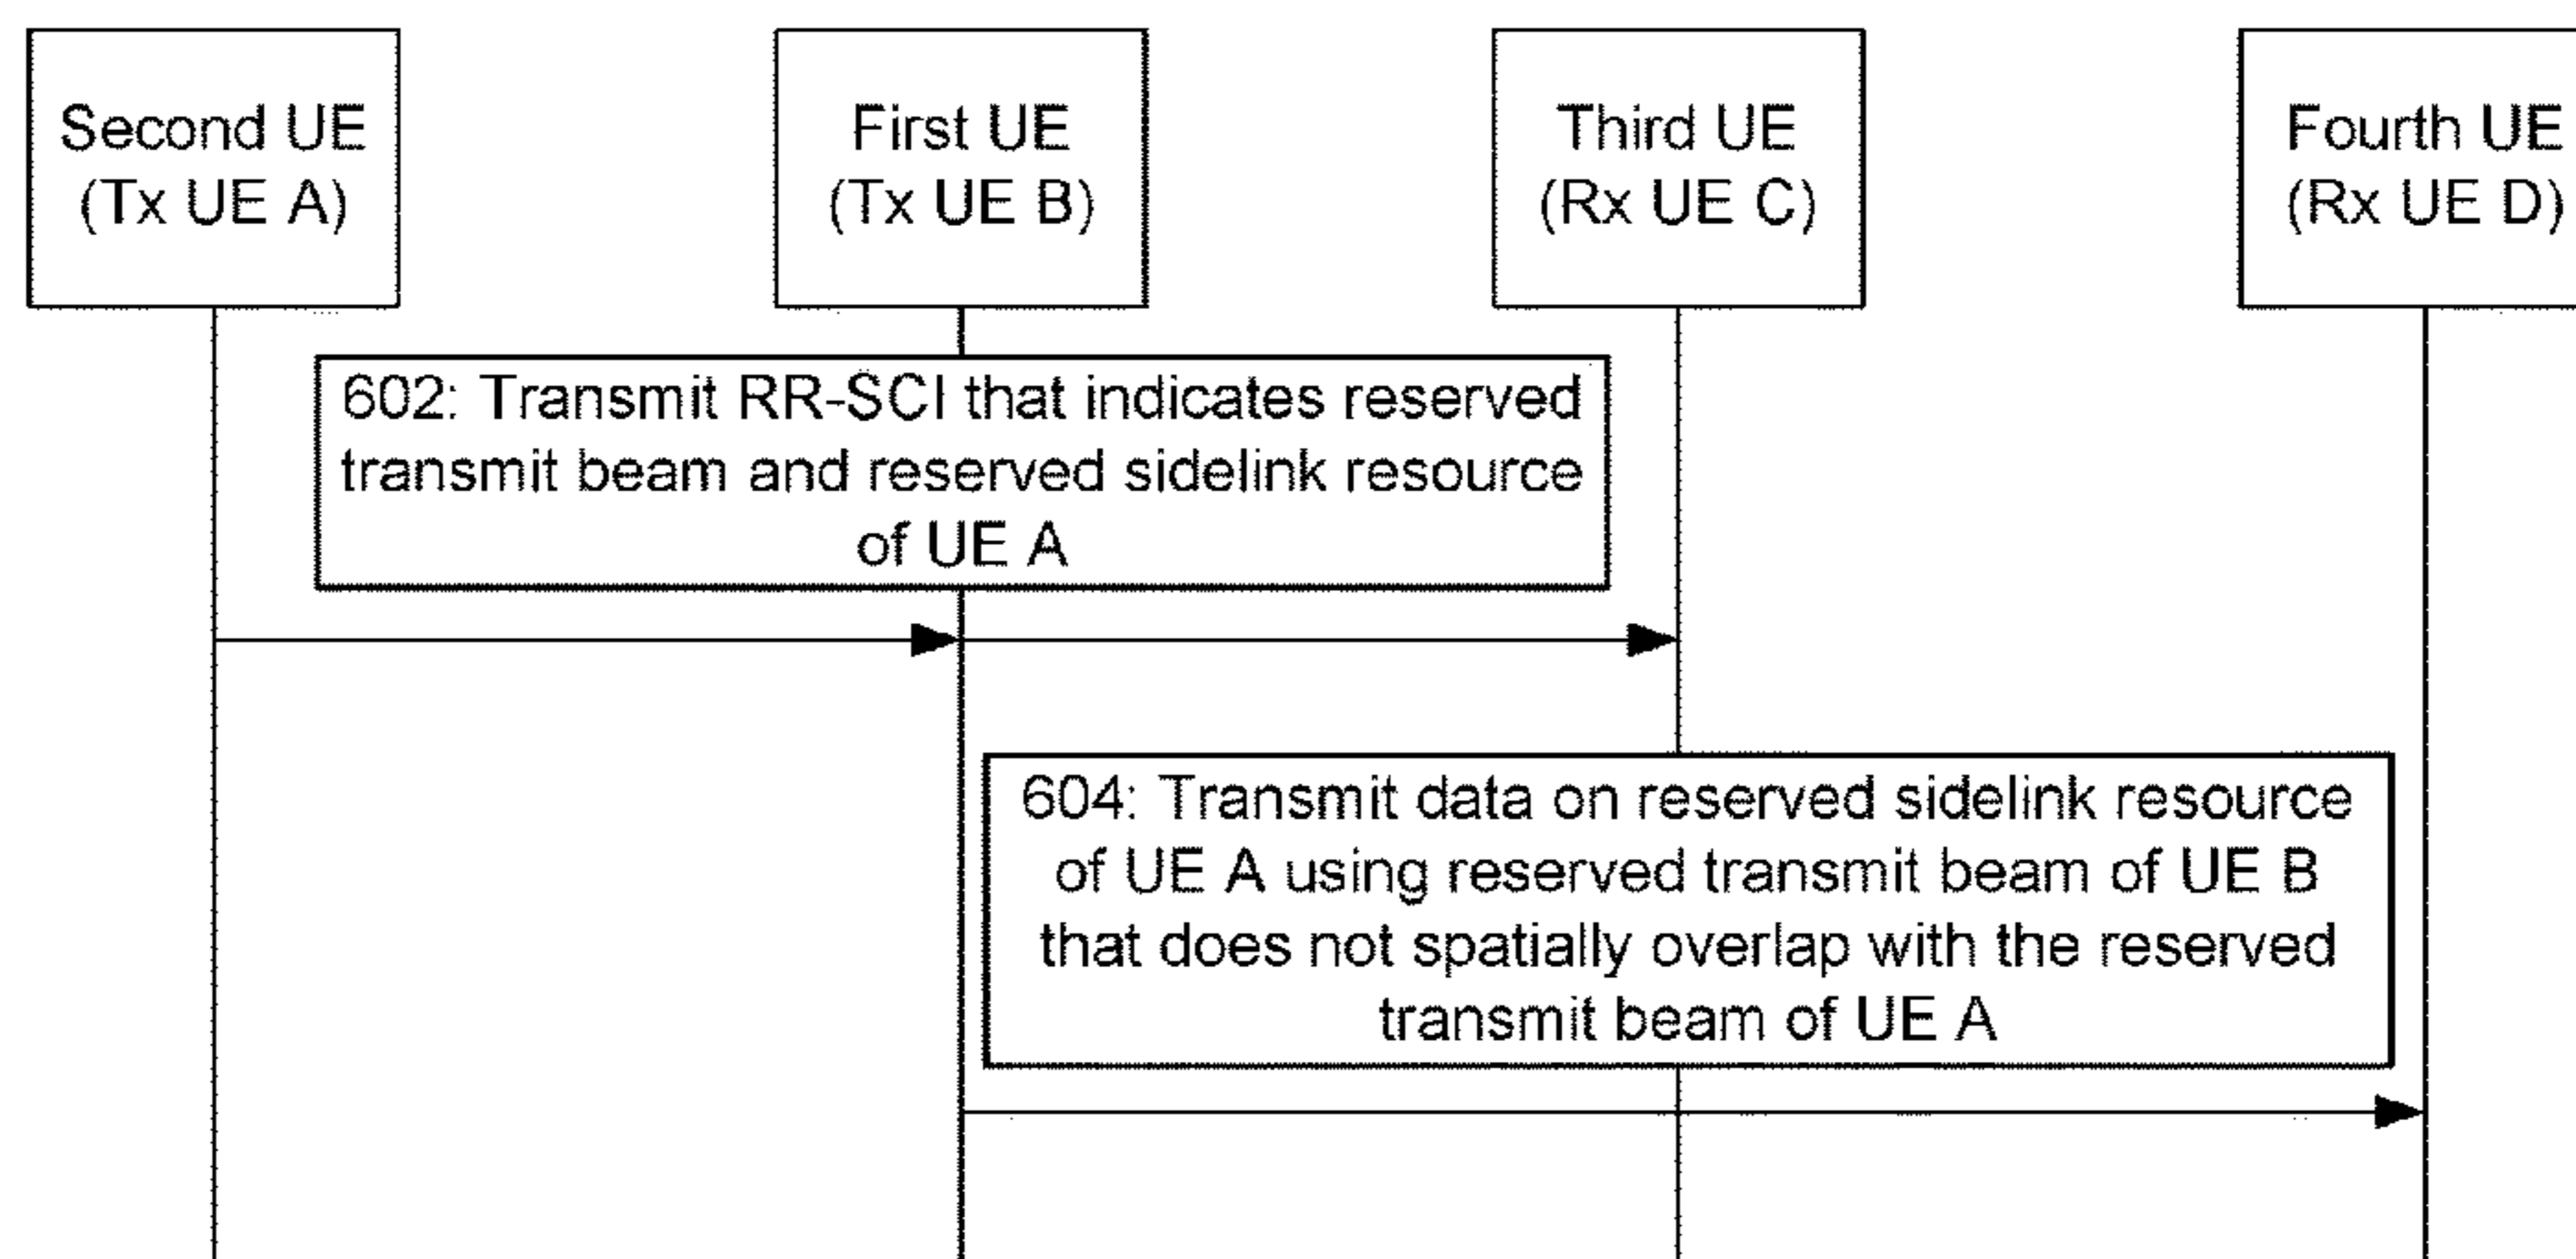 Second UE
(Tx UE A)
First UE
(Tx UE B)
Third UE
(Rx UE C)
Fourth UE
(Rx UE D)
602: Transmit RR-SCI that indicates reserved
transmit beam and reserved sidelink resource
of UE A
604: Transmit data on reserved sidelink resource
of UE A using reserved transmit beam of UE B
that does not spatially overlap with the reserved
transmit beam of UE A